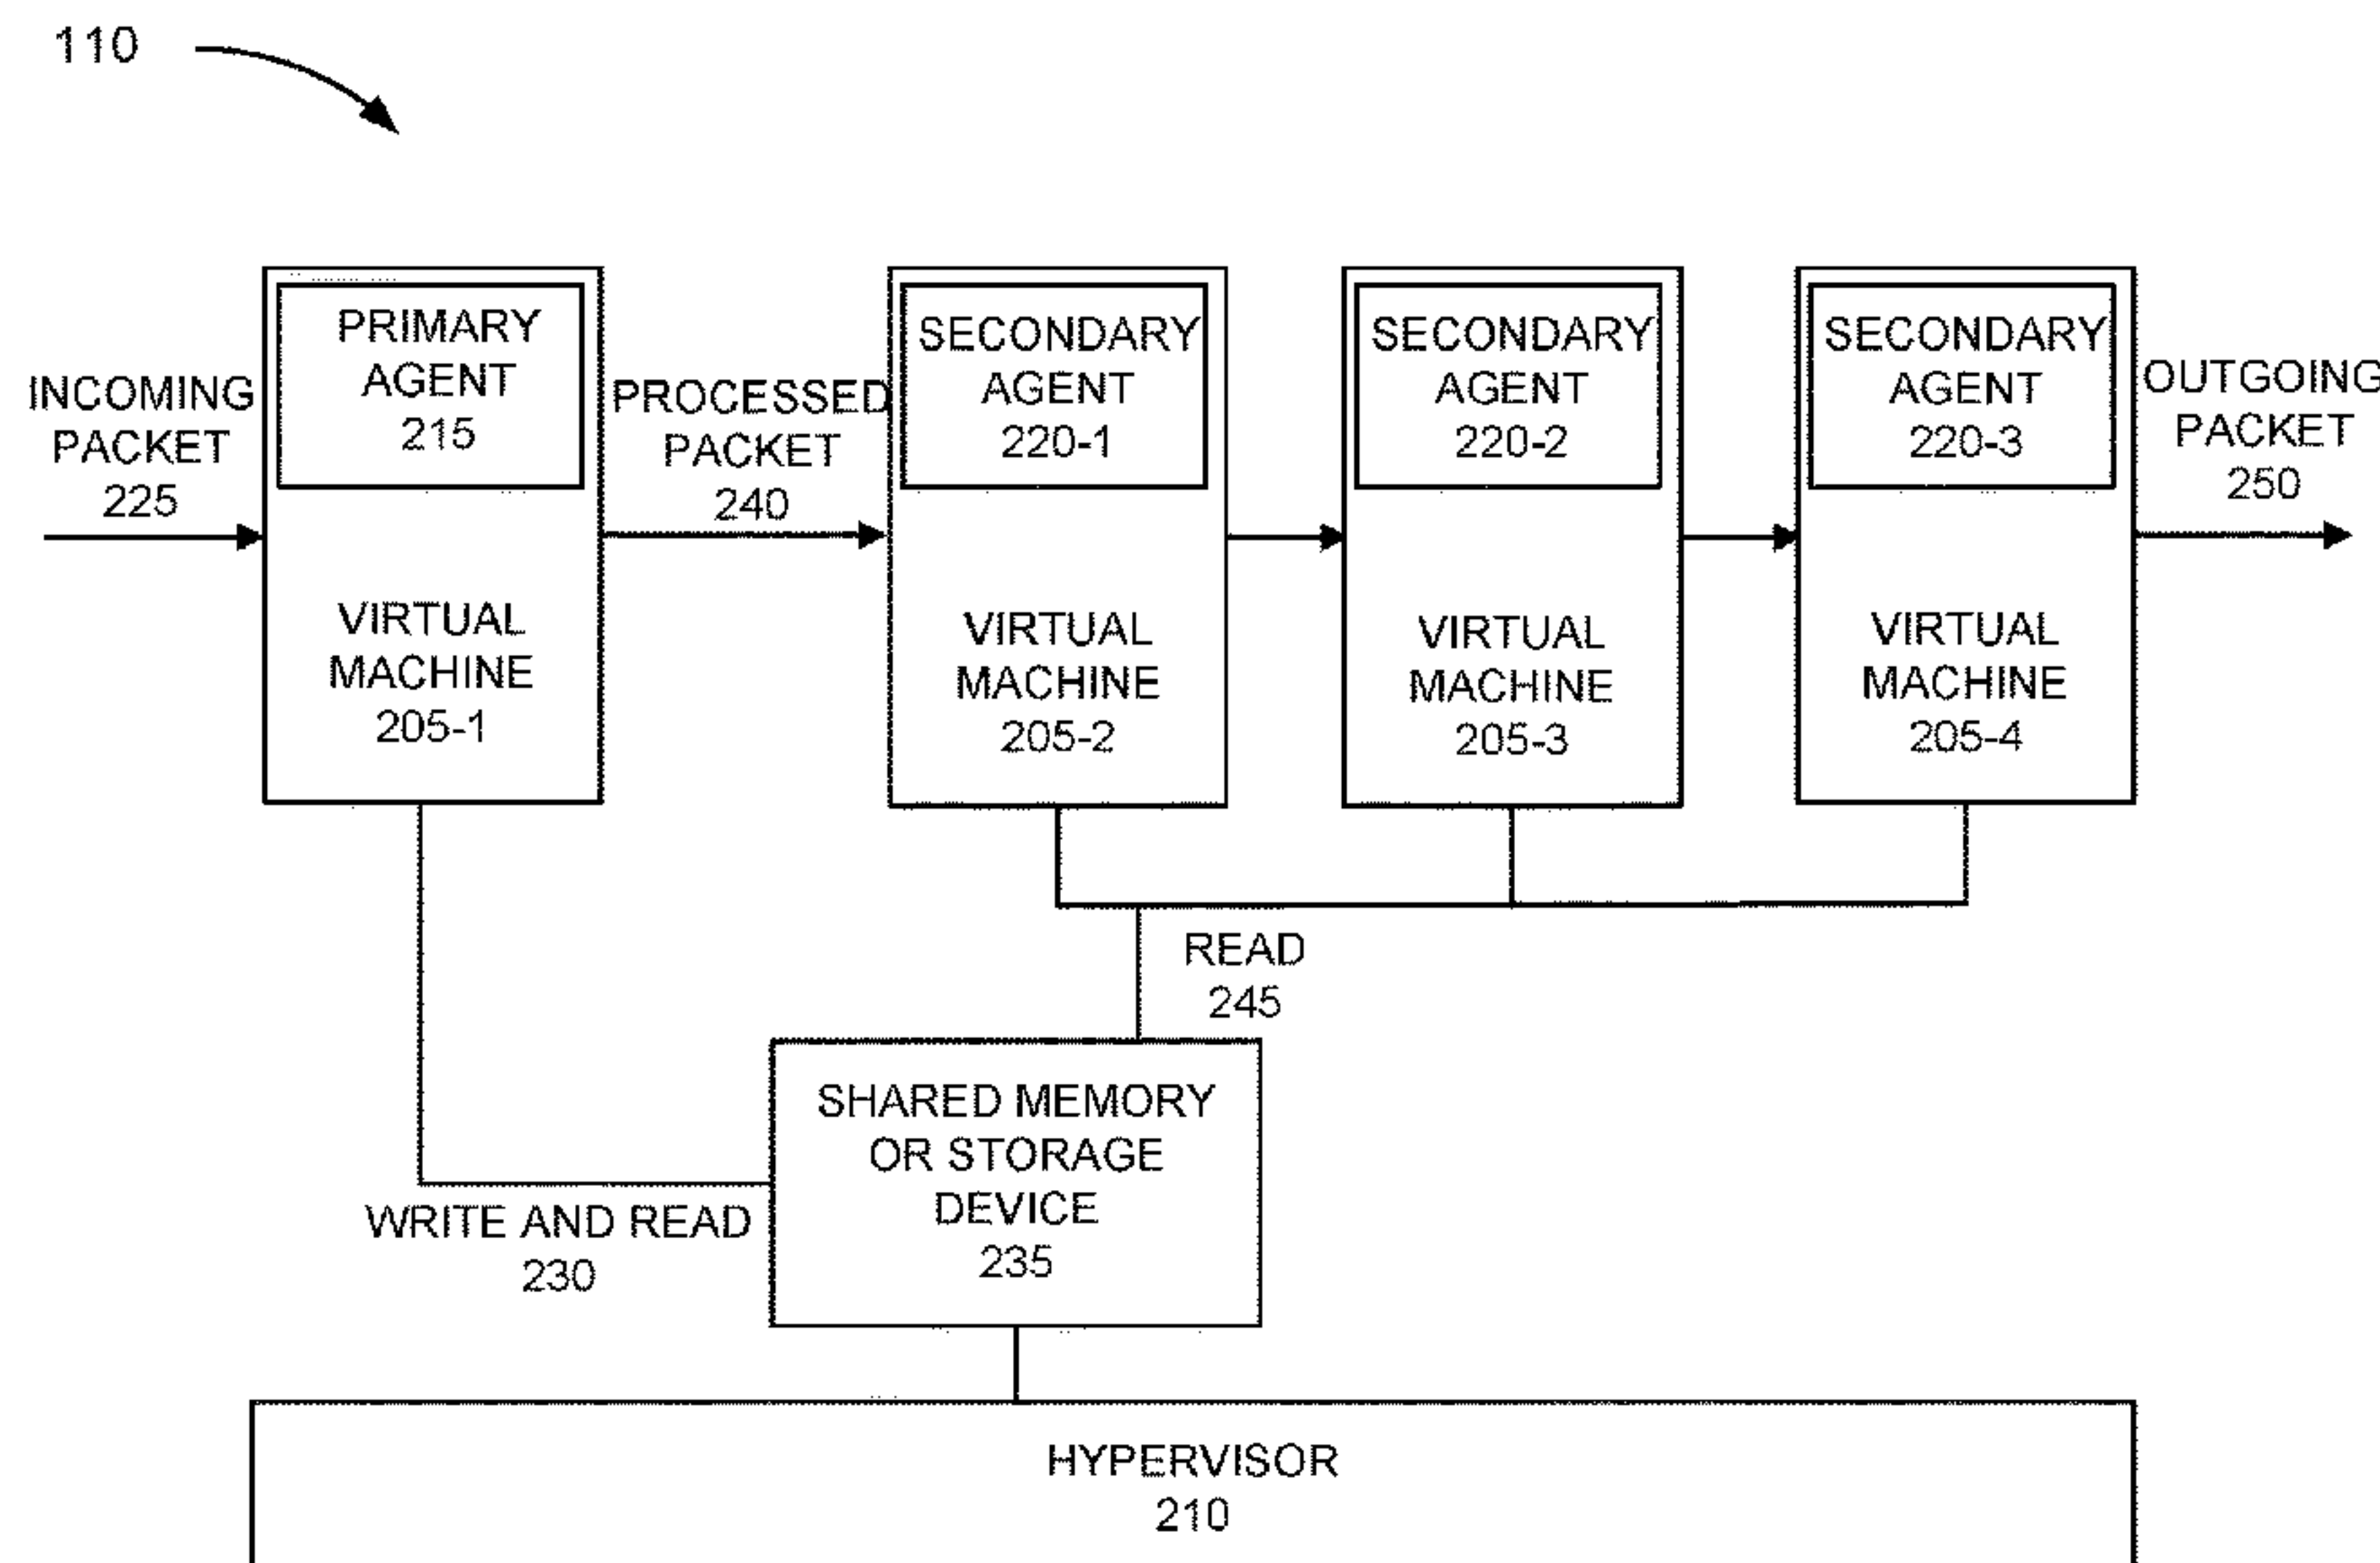 110
INCOMING
PACKET
225
PRIMARY
AGENT
215
VIRTUAL
MACHINE
205-1
PROCESSED
PACKET
240
SECONDARY
AGENT
220-1
VIRTUAL
MACHINE
205-2
SECONDARY
AGENT
220-2
VIRTUAL
MACHINE
205-3
SECONDARY
AGENT
220-3
VIRTUAL
MACHINE
205-4
OUTGOING
PACKET
250
READ
245
WRITE AND READ
230
SHARED MEMORY
OR STORAGE
DEVICE
235
HYPERVISOR
210